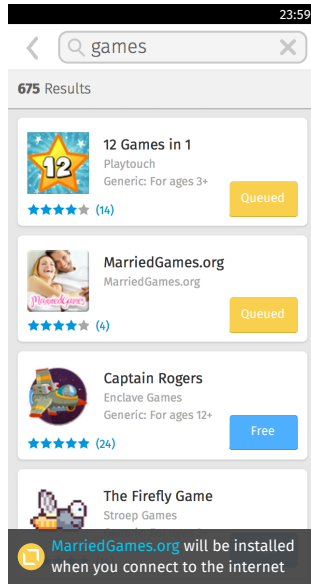 23:59
games
675 Results
12
12 Games in 1
Playtouch
Generic: For ages 3+
(14)
Queued
MarriedGames
MarriedGames.org
MarriedGames.org
(4)
Queued
Captain Rogers
Enclave Games
Generic: For ages 12+
(24)
Free
The Firefly Game
Stroep Games
MarriedGames.org will be installed
when you connect to the internet